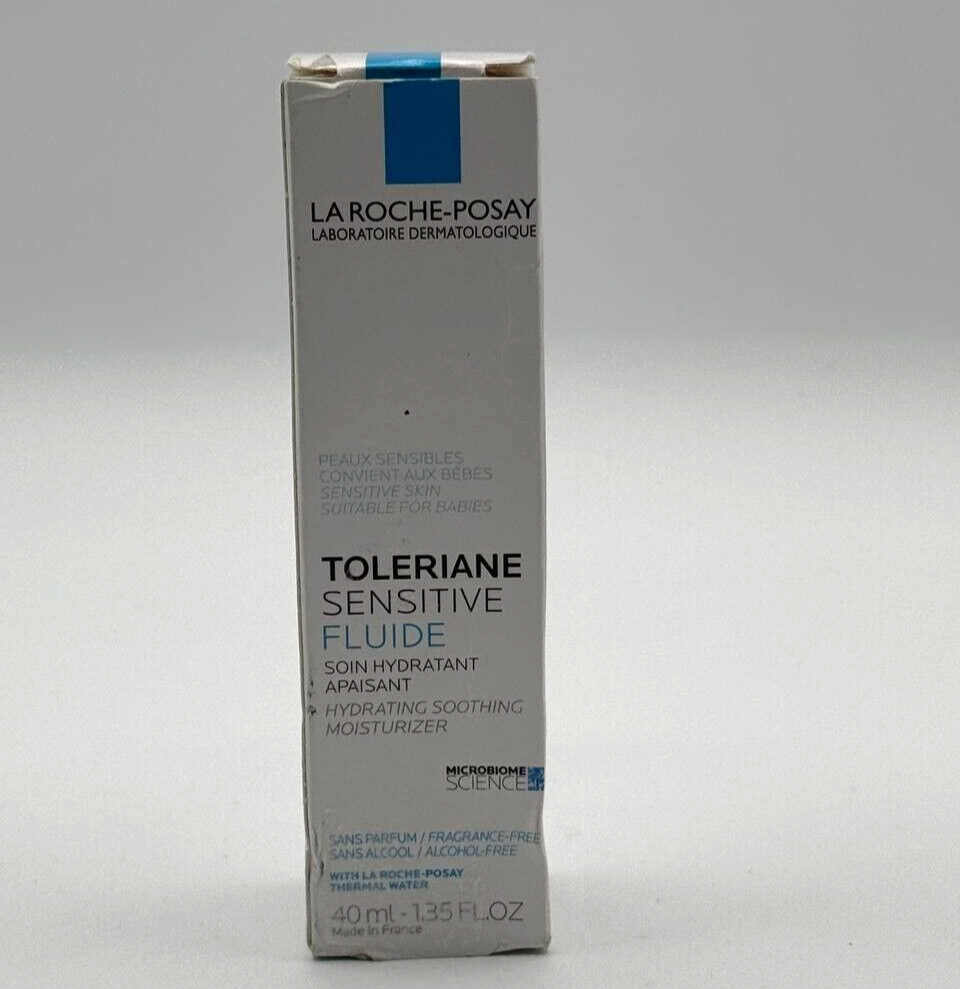 LA ROCHE-POSAY
LABORATOIRE DERMATOLOGIQUE
PEAUX SENSIBLES
CONVIENT AUX BÉBÉS
SENSITIVE SKIN
SUITABLE FOR BABIES
TOLERIANE
SENSITIVE
FLUIDE
SOIN HYDRATANT
APAISANT
HYDRATING SOOTHING
MOISTURIZER
MICROBIOME
SCIENCE
SANS PARFUM / FRAGRANCE-FREE
SANS ALCOOL / ALCOHOL-FREE
WITH LA ROCHE-POSAY
THERMAL WATER
40 ml - 1.35 FL.OZ
Made in France